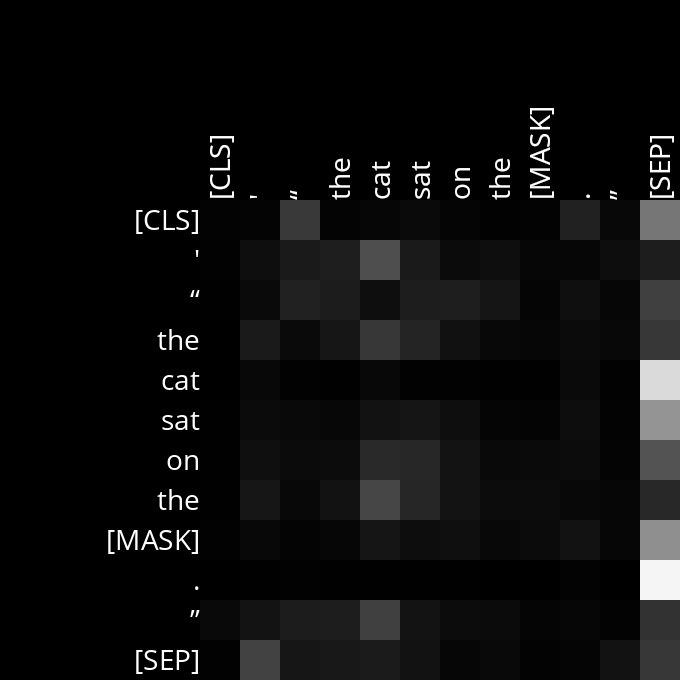 [CLS] ' “ the cat sat on the [MASK] . ” [SEP]
[CLS]
'
“
the
cat
sat
on
the
[MASK]
.
”
[SEP]